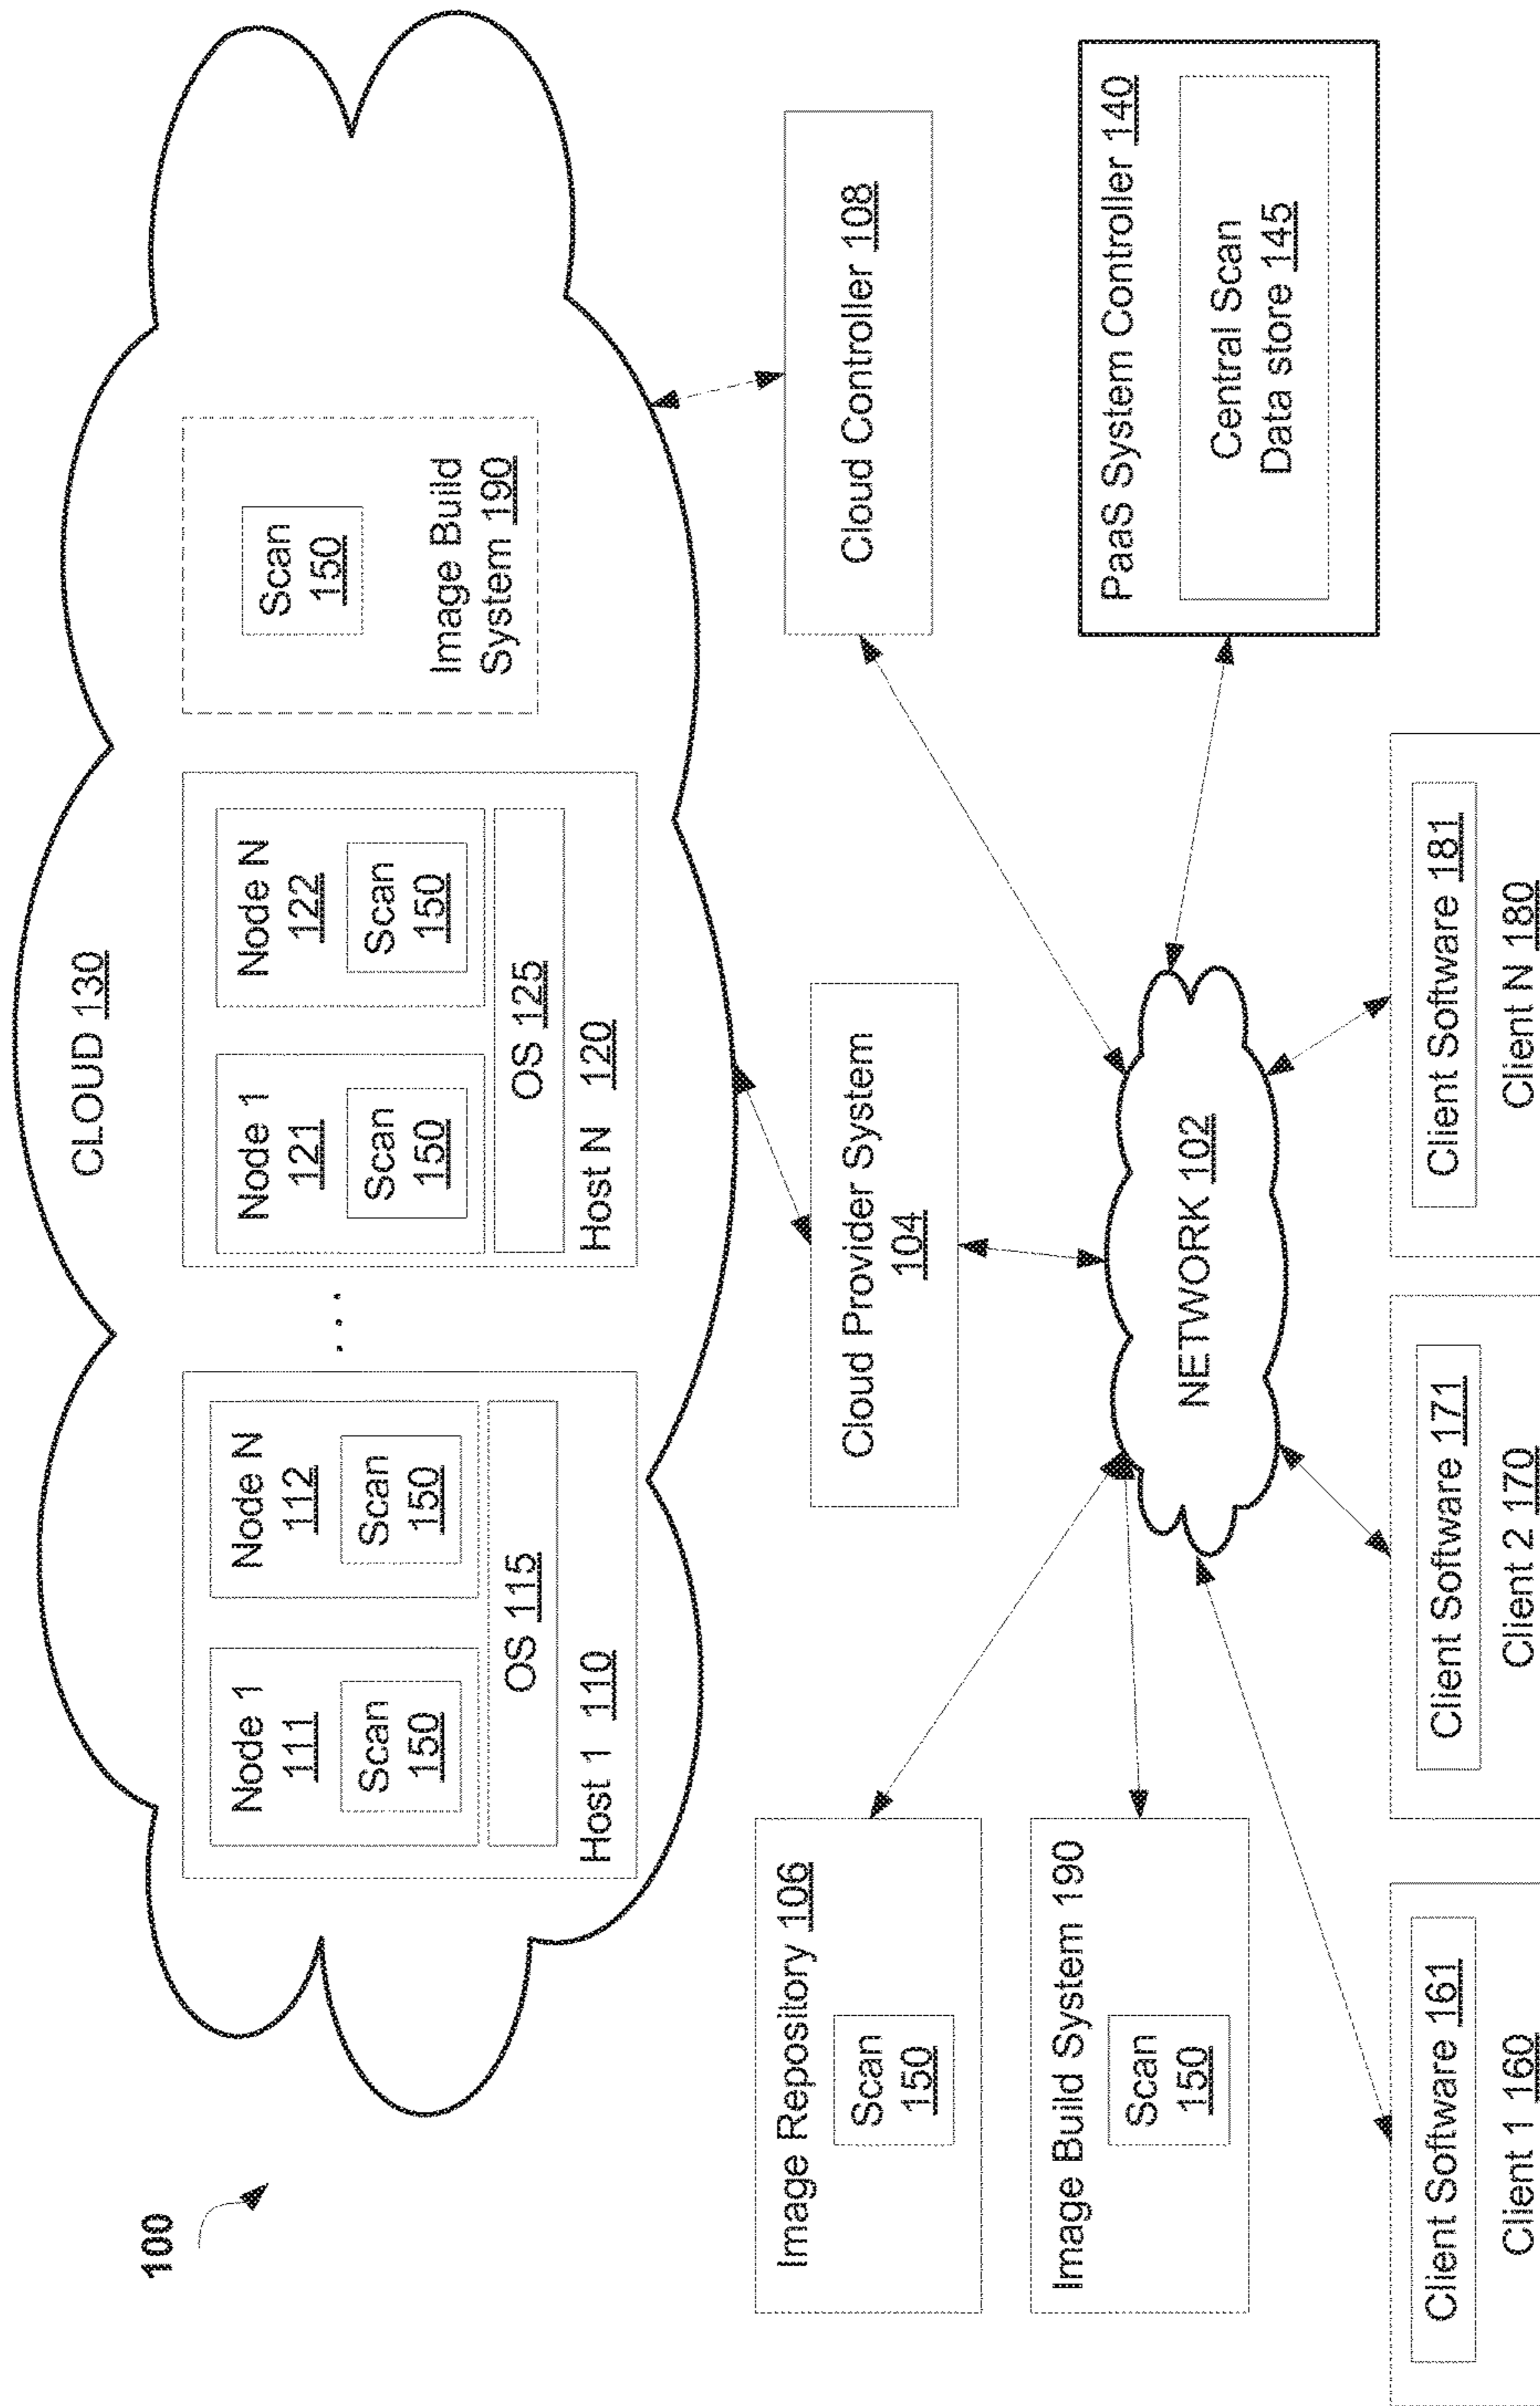 100
CLOUD 130
Node 1
111
Scan
150
Node N
112
Scan
150
OS 115
Host 1 110
. . .
Node 1
121
Scan
150
Node N
122
Scan
150
OS 125
Host N 120
Scan
150
Image Build
System 190
Image Repository 106
Scan
150
Image Build System 190
Scan
150
Cloud Provider System
104
Cloud Controller 108
NETWORK 102
PaaS System Controller 140
Central Scan
Data store 145
Client Software 161
Client 1 160
Client Software 171
Client 2 170
Client Software 181
Client N 180